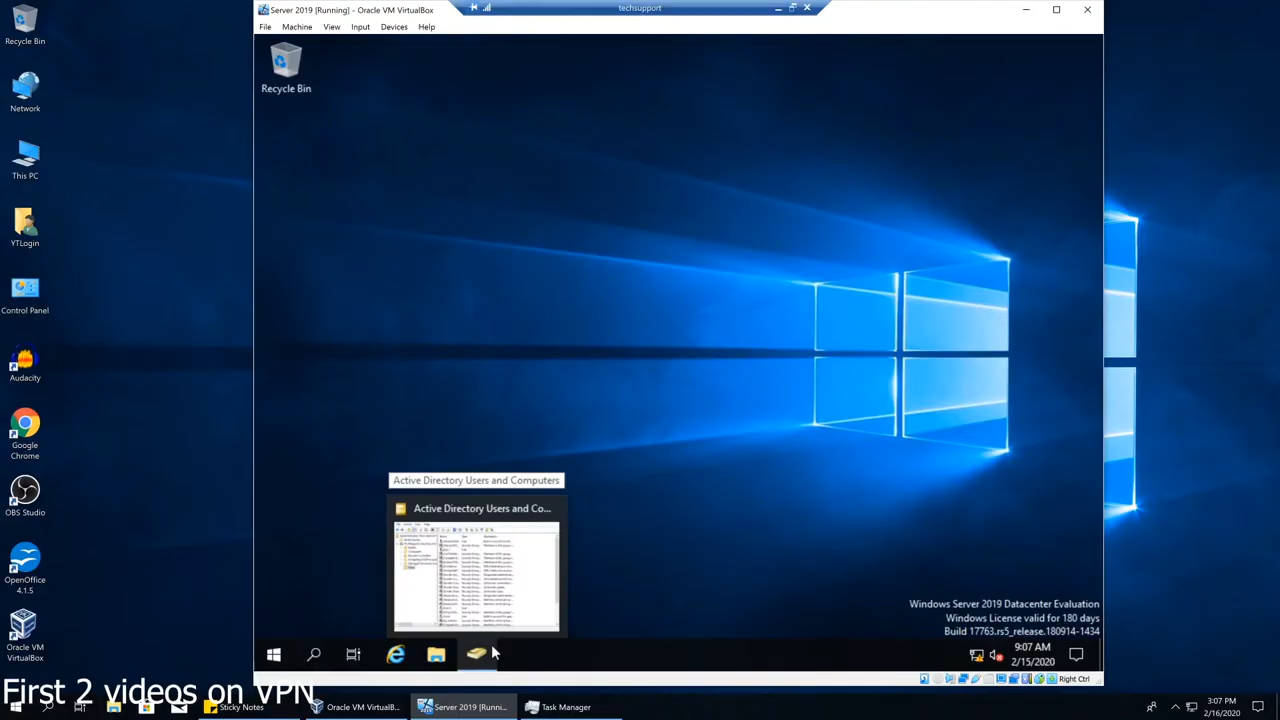 Recycle Bin
Network
This PC
YTLogin
Control Panel
Audacity
Google
Chrome
OBS Studio
Oracle VM
VirtualBox
Server 2019 [Running] - Oracle VM VirtualBox
techsupport
File Machine View Input Devices Help
Recycle Bin
Active Directory Users and Computers
Active Directory Users and Co...
Windows Server 2019 Datacenter Evaluation
Windows License valid for 180 days
Build 17763.rs5_release.180914-1434
9:07 AM
2/15/2020
Right Ctrl
First 2 videos on VPN
Sticky Notes
Oracle VM VirtualB...
Server 2019 [Runni...
Task Manager
3:07 PM
2/16/2020